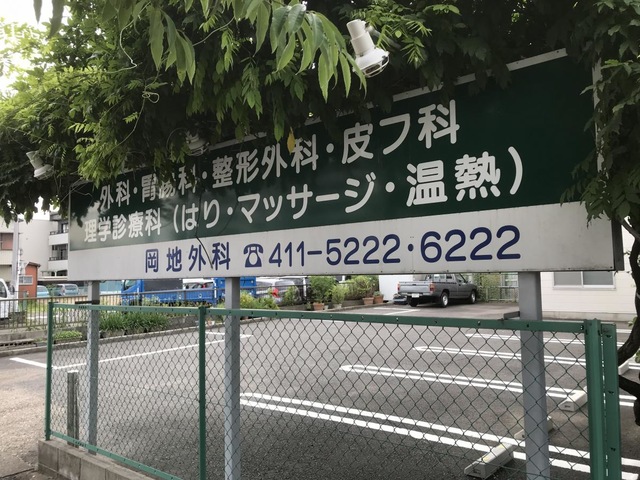 外科・胃腸科・整形外科・皮フ科
理学診療科(はり・マッサージ・温熱)
岡地外科 ☎411-5222・6222